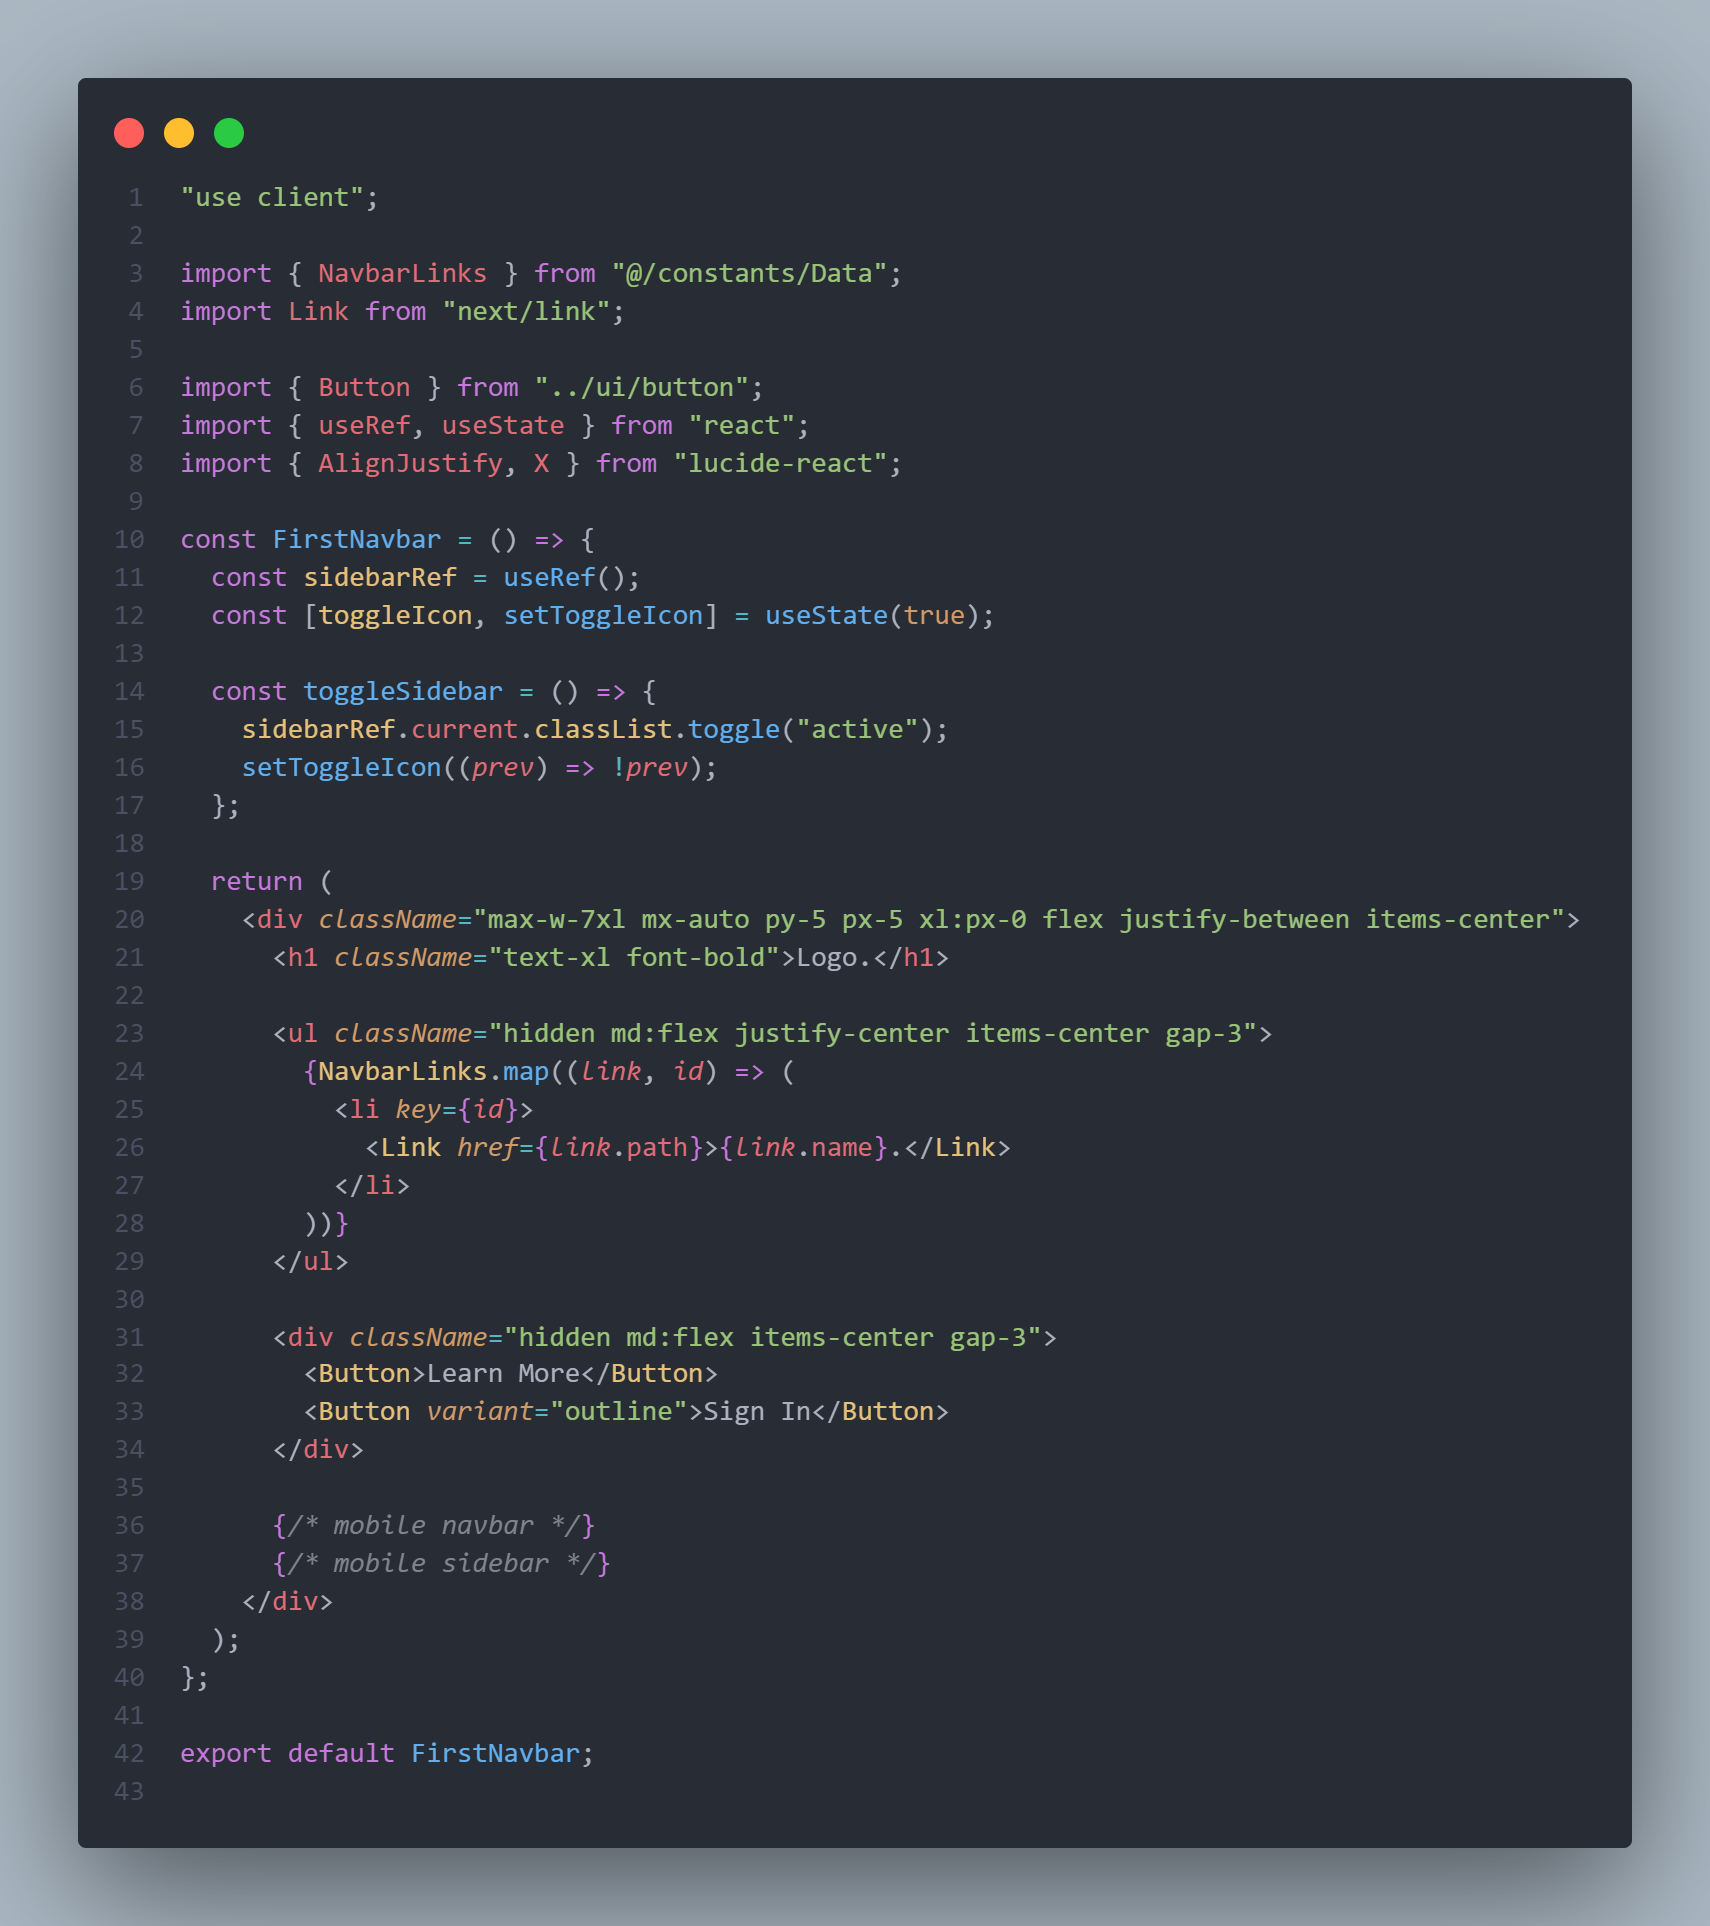 1 "use client";
2
3 import { NavbarLinks } from "@/constants/Data";
4 import Link from "next/link";
5
6 import { Button } from "../ui/button";
7 import { useRef, useState } from "react";
8 import { AlignJustify, X } from "lucide-react";
9
10 const FirstNavbar = () => {
11   const sidebarRef = useRef();
12   const [toggleIcon, setToggleIcon] = useState(true);
13
14   const toggleSidebar = () => {
15     sidebarRef.current.classList.toggle("active");
16     setToggleIcon((prev) => !prev);
17   };
18
19   return (
20     <div className="max-w-7xl mx-auto py-5 px-5 xl:px-0 flex justify-between items-center">
21       <h1 className="text-xl font-bold">Logo.</h1>
22
23       <ul className="hidden md:flex justify-center items-center gap-3">
24         {NavbarLinks.map((link, id) => (
25           <li key={id}>
26             <Link href={link.path}>{link.name}.</Link>
27           </li>
28         ))}
29       </ul>
30
31       <div className="hidden md:flex items-center gap-3">
32         <Button>Learn More</Button>
33         <Button variant="outline">Sign In</Button>
34       </div>
35
36       {/* mobile navbar */}
37       {/* mobile sidebar */}
38     </div>
39   );
40 };
41
42 export default FirstNavbar;
43